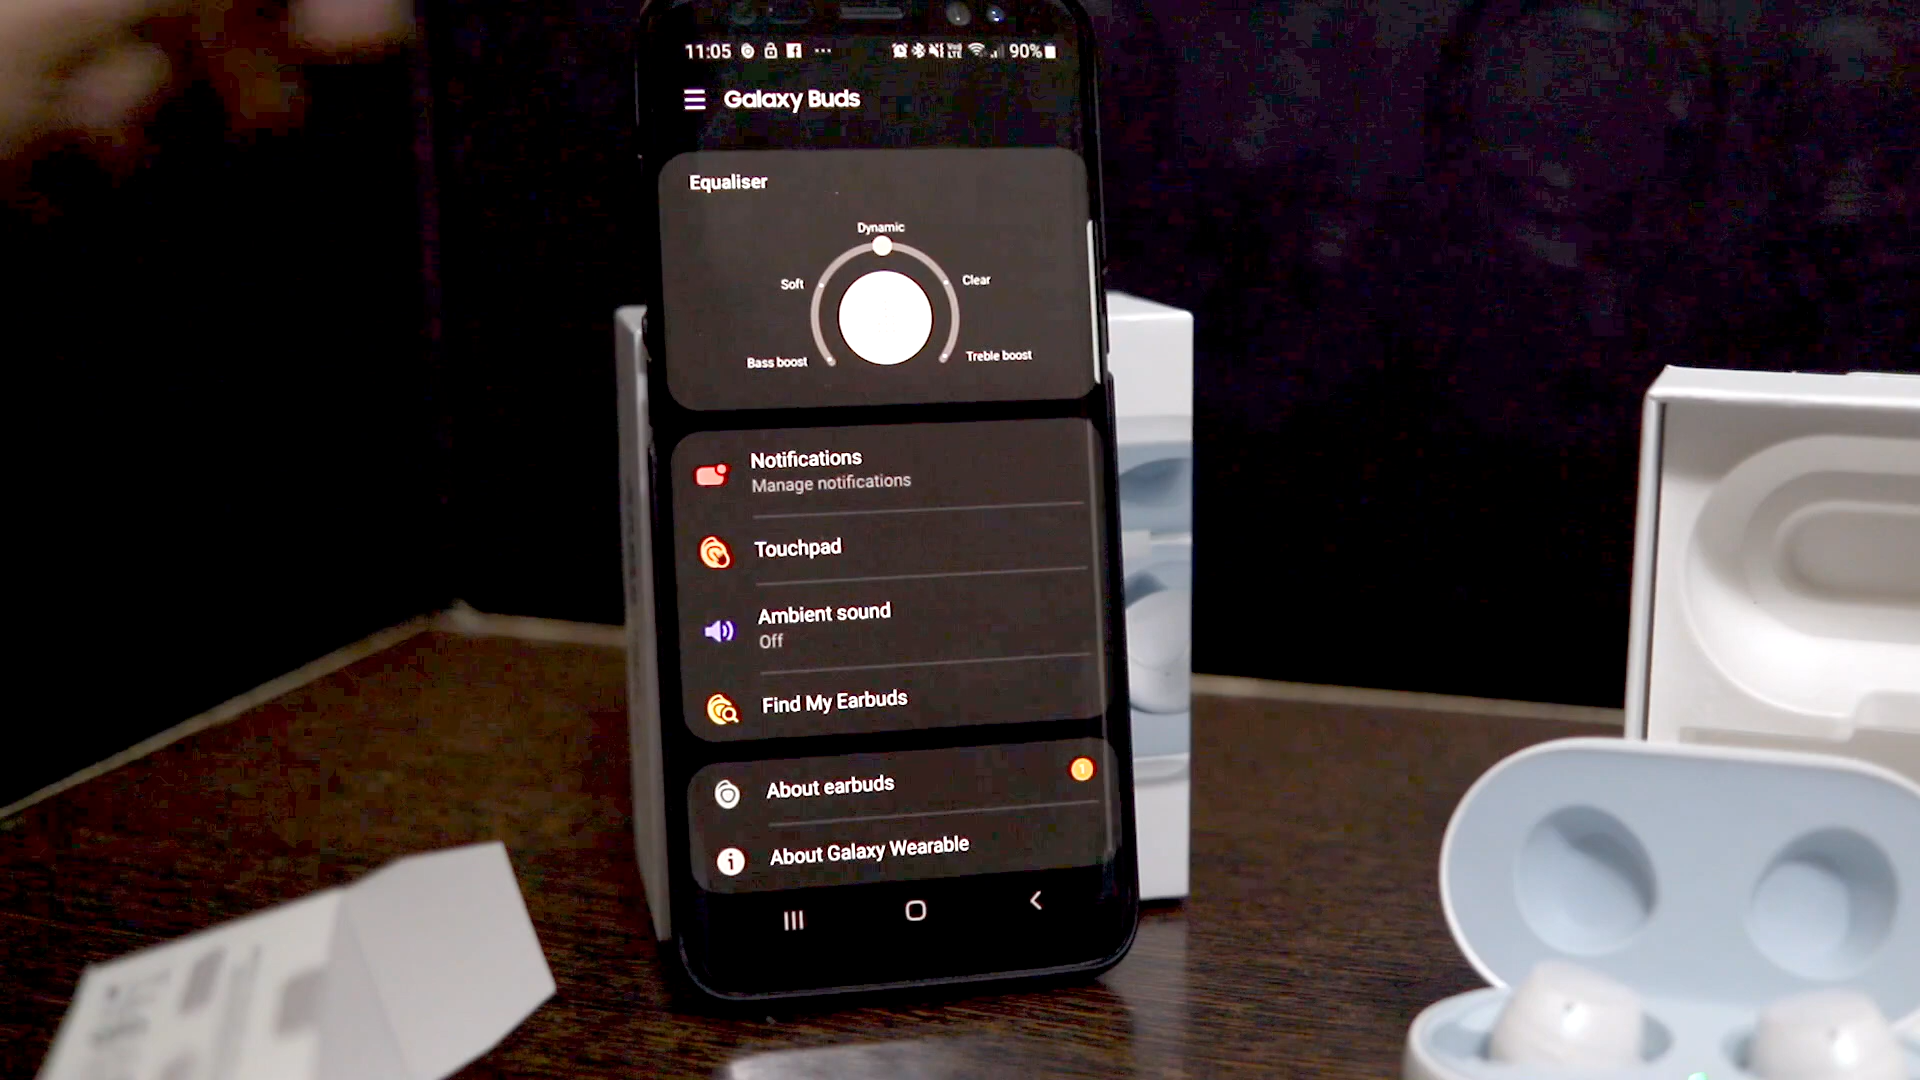 11:05 90%
Galaxy Buds
Equaliser
Dynamic
Soft
Clear
Bass boost
Treble boost
Notifications
Manage notifications
Touchpad
Ambient sound
Off
Find My Earbuds
About earbuds
1
About Galaxy Wearable